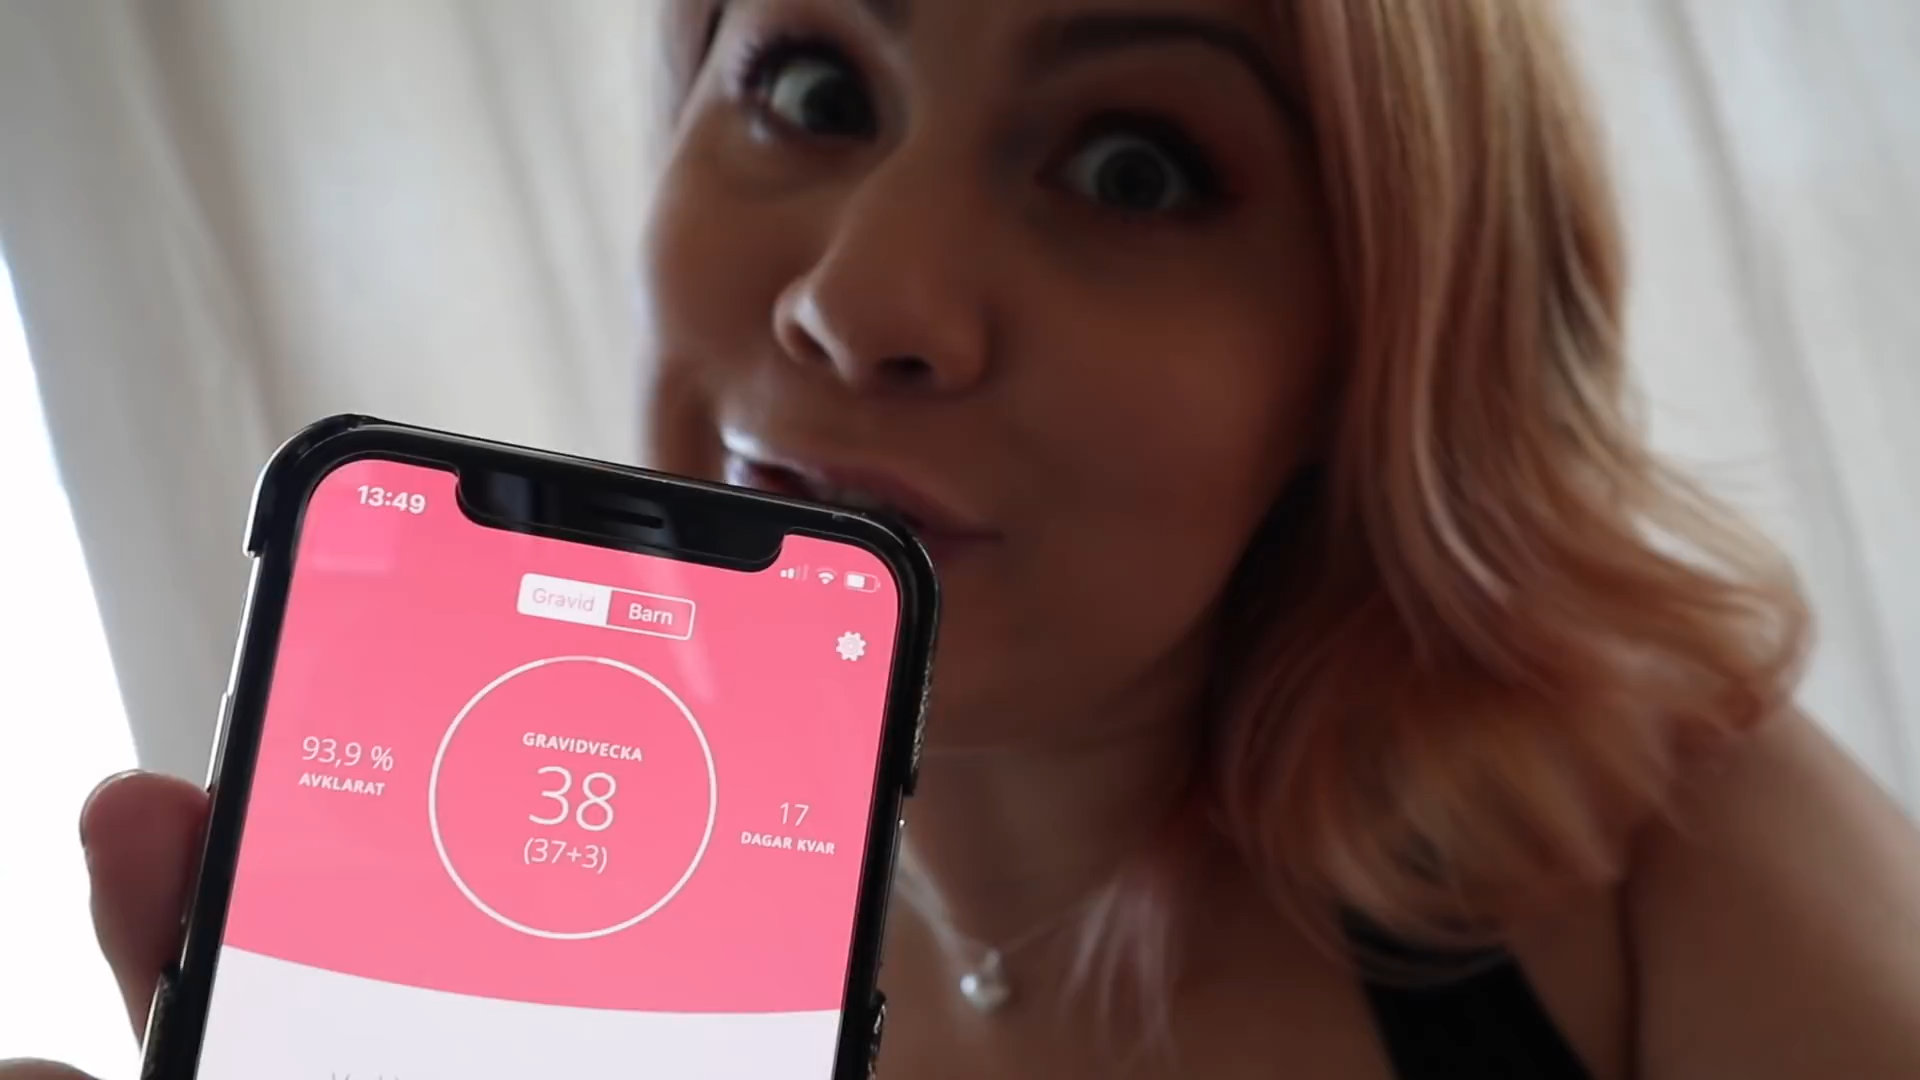 13:49
Gravid Barn
93,9 %
AVKLARAT
GRAVIDVECKA
38
(37+3)
17
DAGAR KVAR